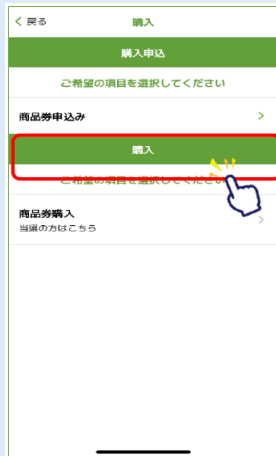 く 戻る
購入
購入申込
ご希望の項目を選択してください
商品券申込み
購入
ご希望の項目を選択してください
商品券購入
当選の方はこちら